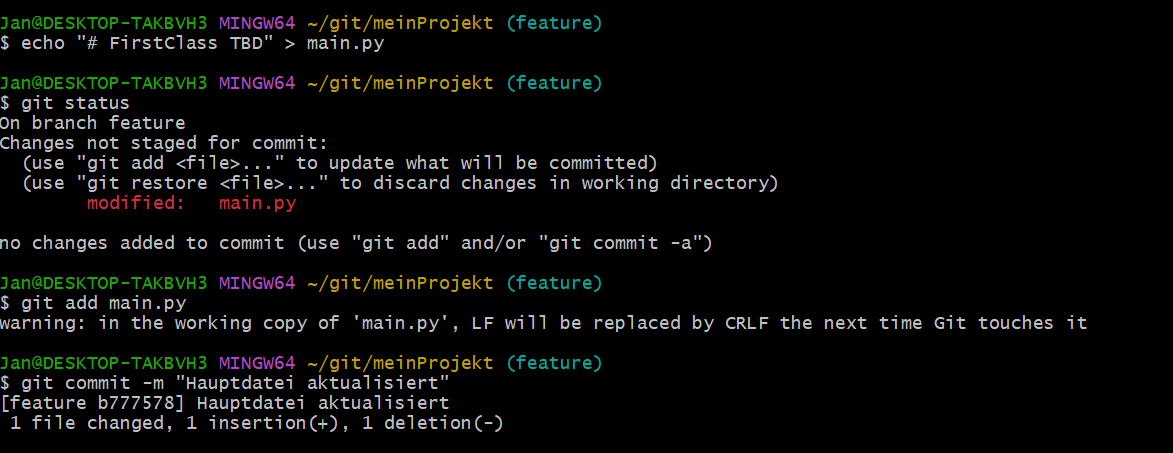 Jan@DESKTOP-TAKBVH3 MINGW64 ~/git/meinProjekt (feature)
$ echo "# FirstClass TBD" > main.py
Jan@DESKTOP-TAKBVH3 MINGW64 ~/git/meinProjekt (feature)
$ git status
On branch feature
Changes not staged for commit:
  (use "git add <file>..." to update what will be committed)
  (use "git restore <file>..." to discard changes in working directory)
        modified:   main.py
no changes added to commit (use "git add" and/or "git commit -a")
Jan@DESKTOP-TAKBVH3 MINGW64 ~/git/meinProjekt (feature)
$ git add main.py
warning: in the working copy of 'main.py', LF will be replaced by CRLF the next time Git touches it
Jan@DESKTOP-TAKBVH3 MINGW64 ~/git/meinProjekt (feature)
$ git commit -m "Hauptdatei aktualisiert"
[feature b777578] Hauptdatei aktualisiert
 1 file changed, 1 insertion(+), 1 deletion(-)